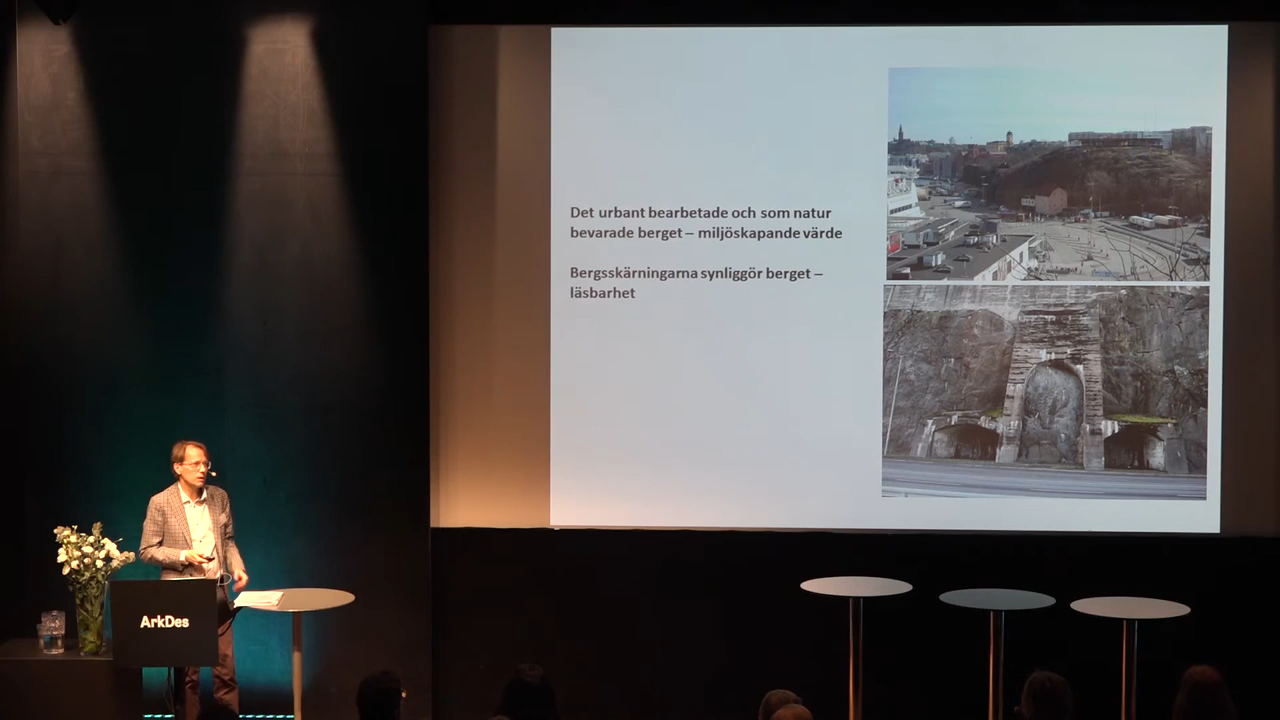 Det urbant bearbetade och som natur
bevarade berget – miljöskapande värde
Bergsskärningarna synliggör berget –
läsbarhet
ArkDes